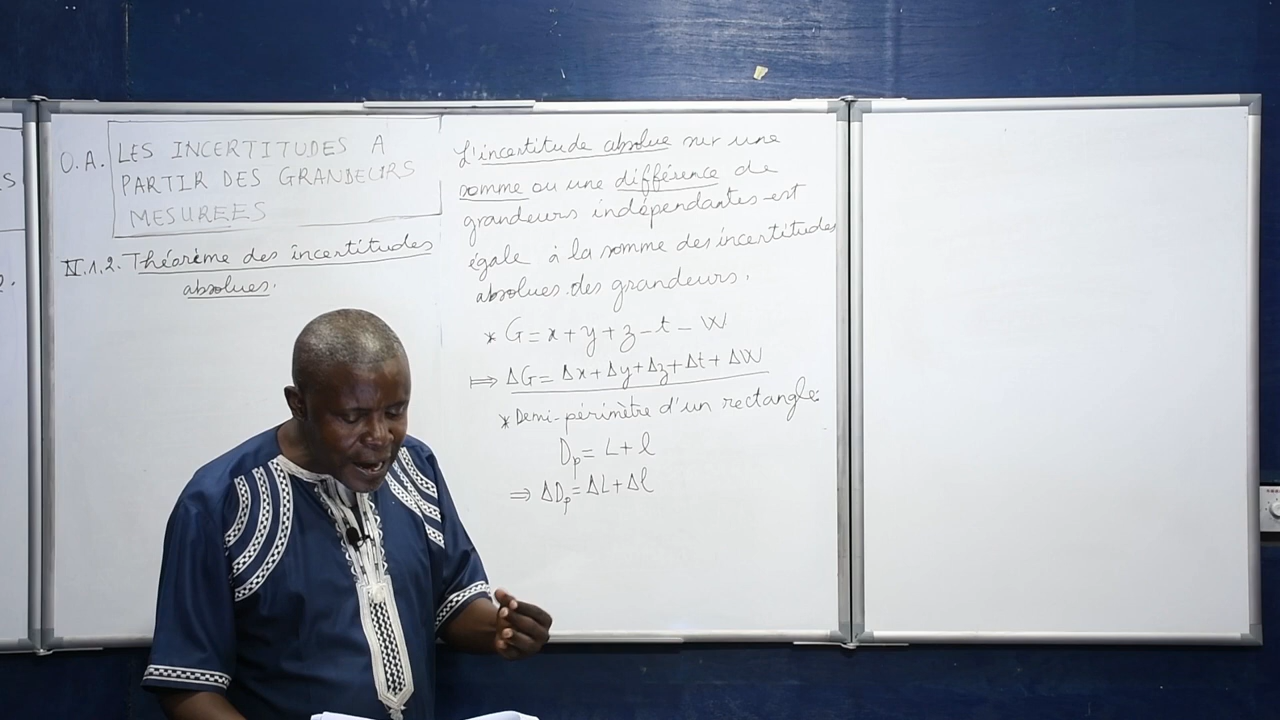 S
2.
O.A. LES INCERTITUDES A
PARTIR DES GRANDEURS
MESUREES
IV.1.2. Théorème des incertitudes
absolues.
L'incertitude absolue sur une
somme ou une différence de
grandeurs indépendantes est
égale à la somme des incertitudes
absolues des grandeurs.
* G = x + y + z - t - W
⟹ ΔG = Δx + Δy + Δz + Δt + ΔW
* Demi-périmètre d'un rectangle:
Dp = L + l
⟹ ΔDp = ΔL + Δl